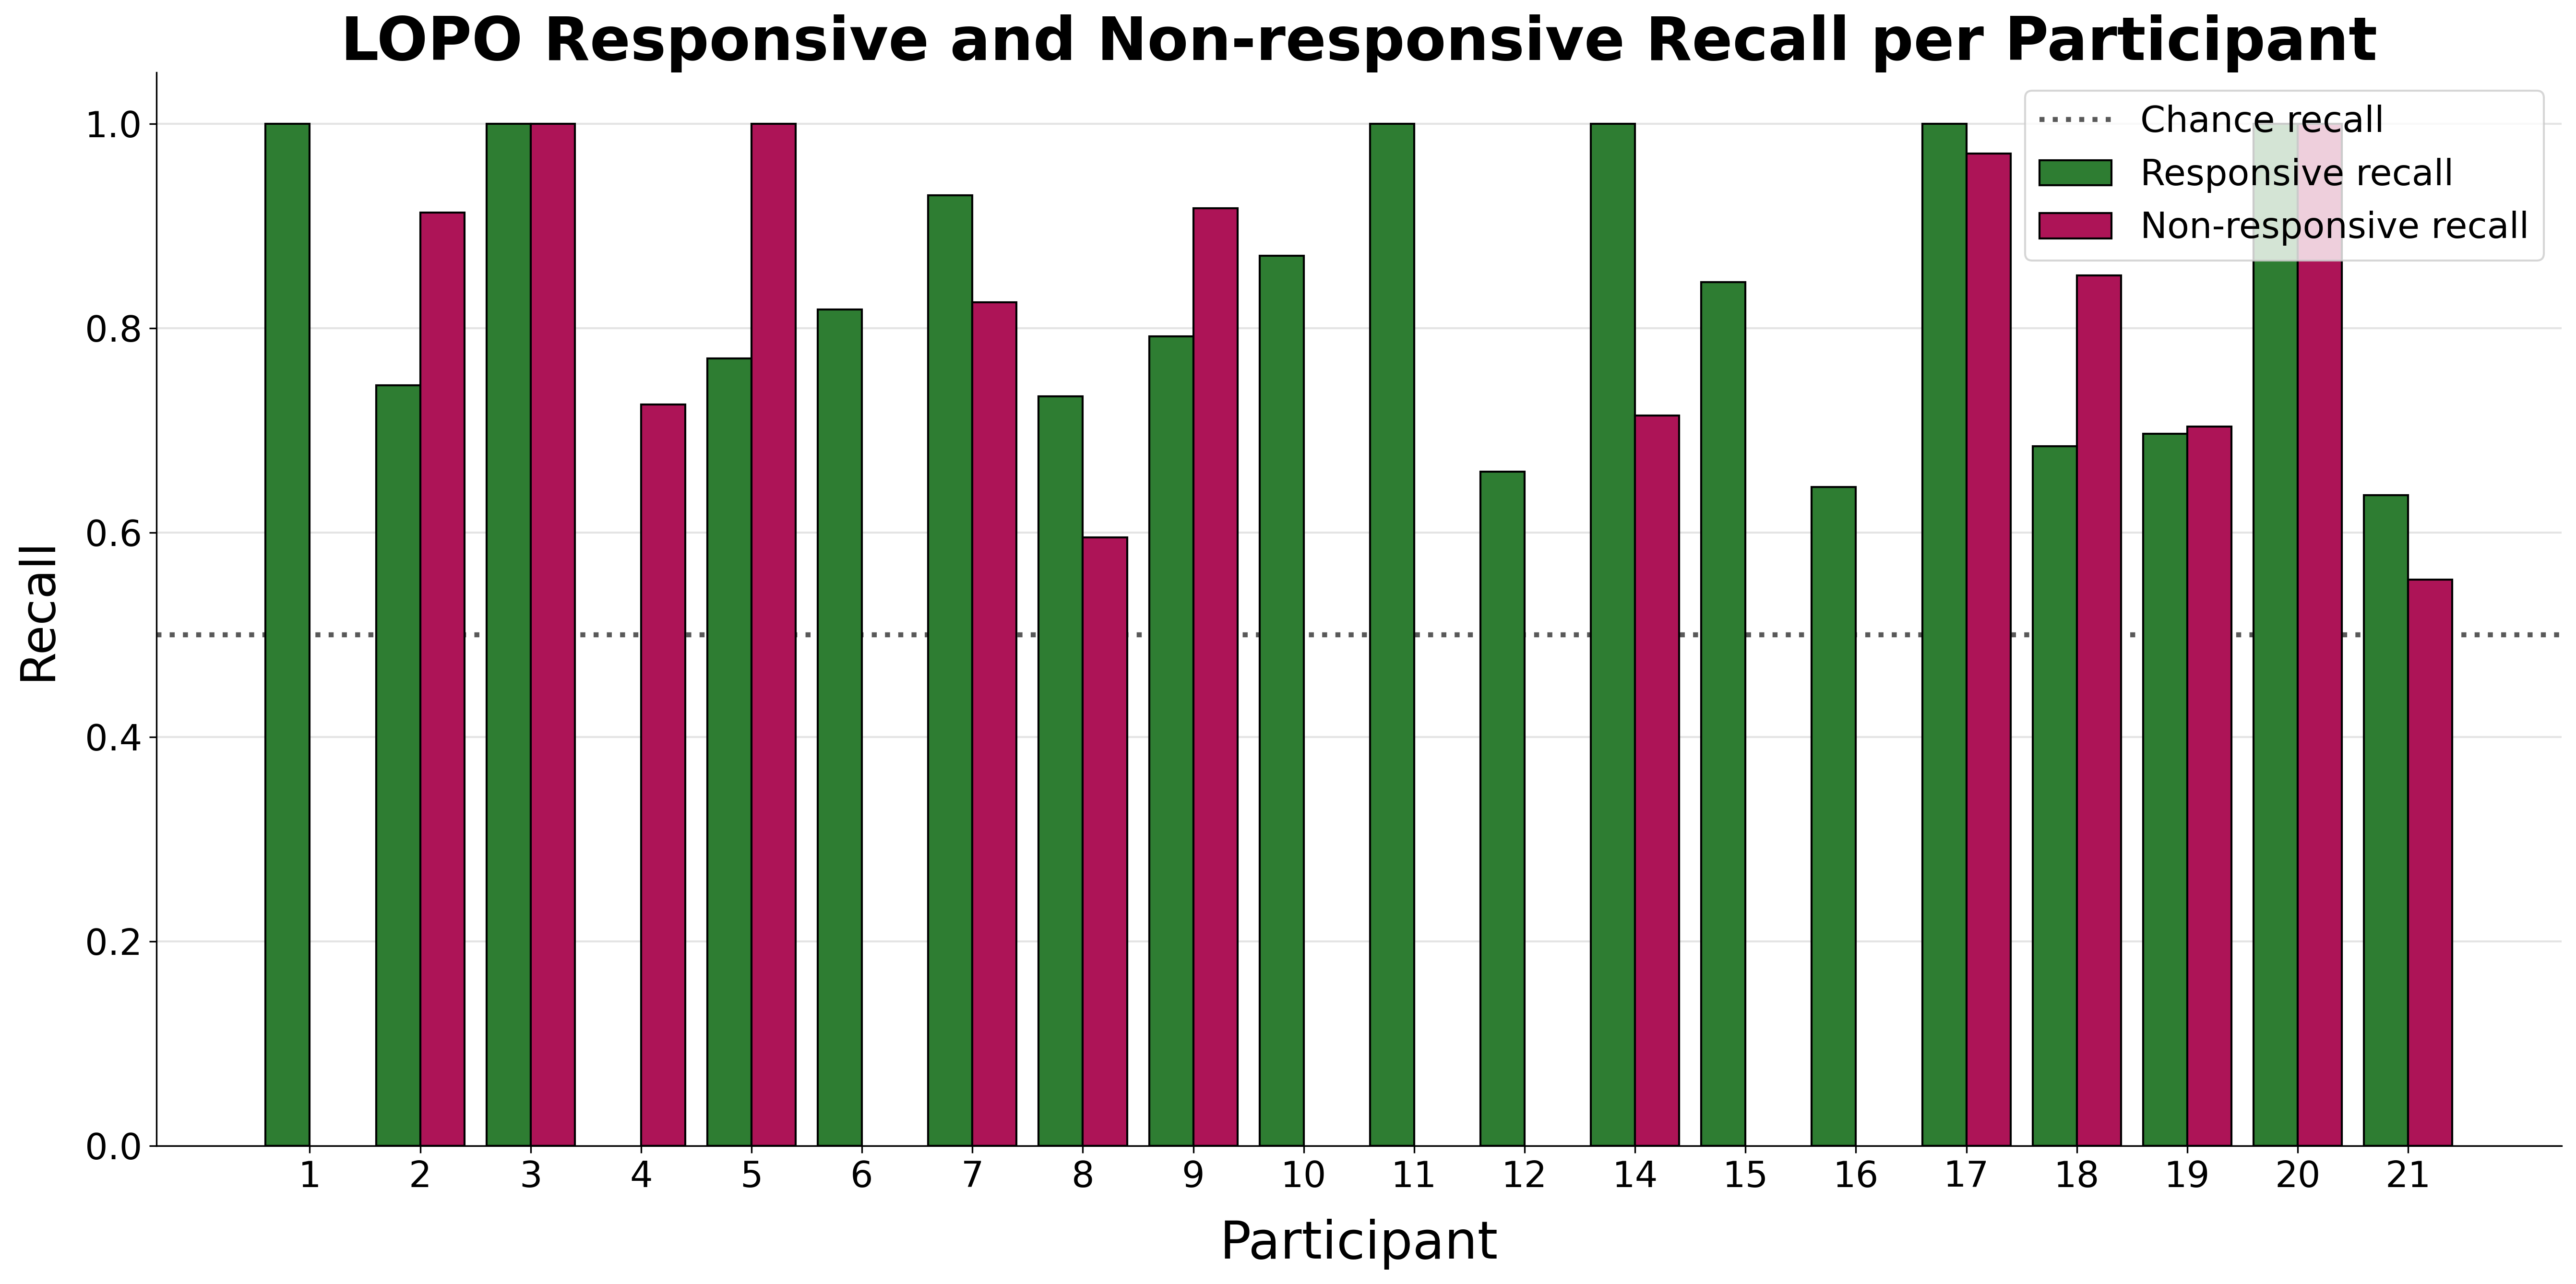 LOPO Responsive and Non-responsive Recall per Participant
Chance recall
Responsive recall
Non-responsive recall
Recall
1.0
0.8
0.6
0.4
0.2
0.0
1 2 3 4 5 6 7 8 9 10 11 12 14 15 16 17 18 19 20 21
Participant